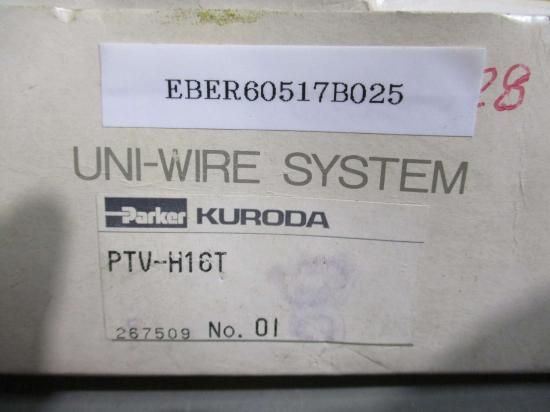 EBER60517B025
28
UNI-WIRE SYSTEM
Parker KURODA
PTV-H16T
267509 No. 01